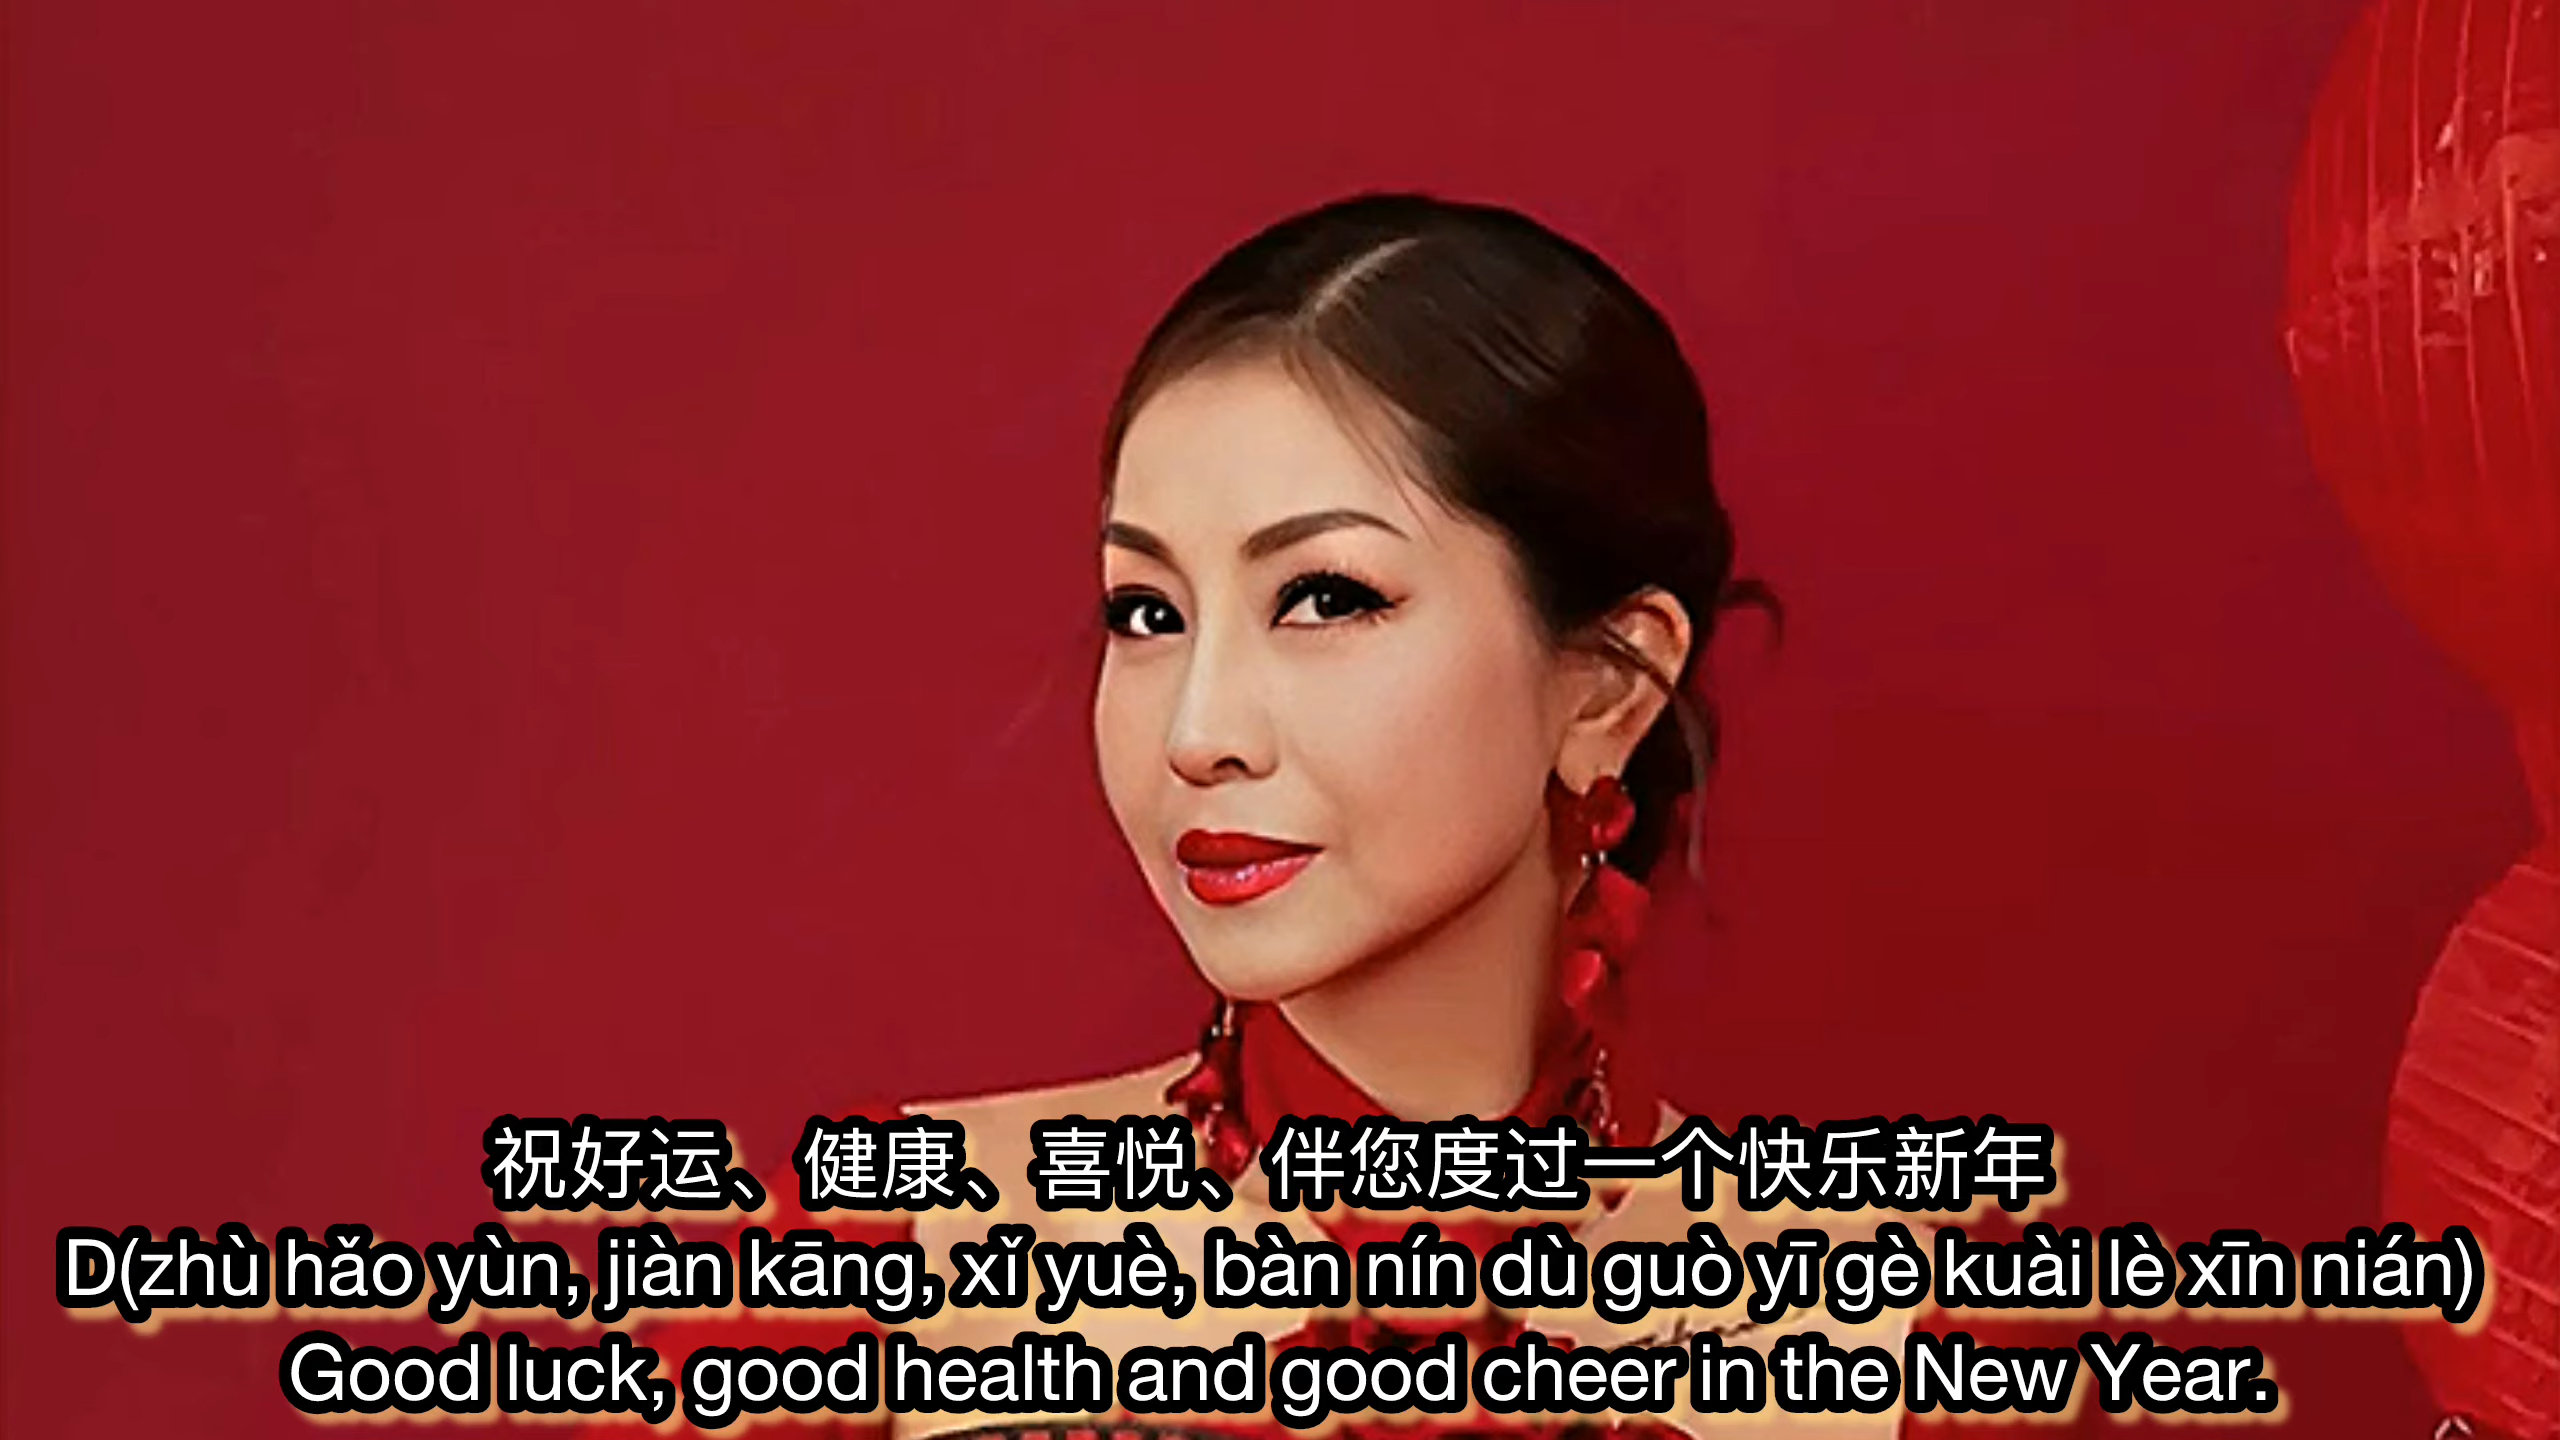 祝好运、健康、喜悦、伴您度过一个快乐新年
D(zhù hǎo yùn, jiàn kāng, xǐ yuè, bàn nín dù guò yī gè kuài lè xīn nián)
Good luck, good health and good cheer in the New Year.